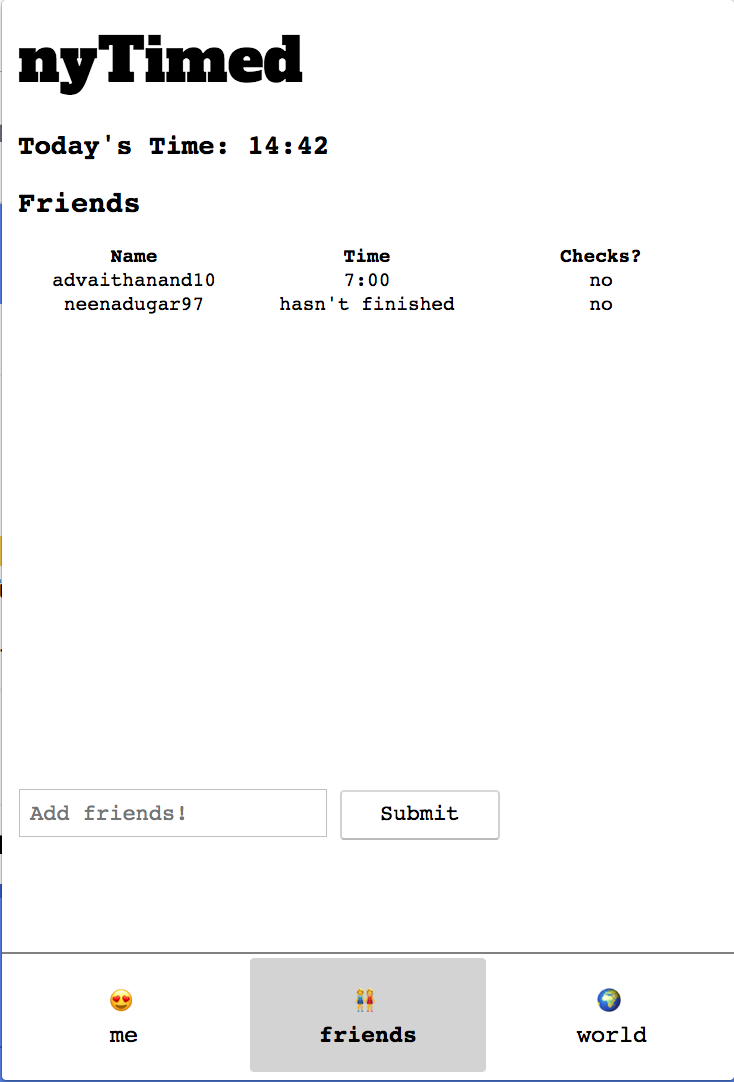 nyTimed
Today's Time: 14:42
Friends
Name Time Checks?
advaithanand10 7:00 no
neenadugar97 hasn't finished no
Add friends! Submit
me friends world